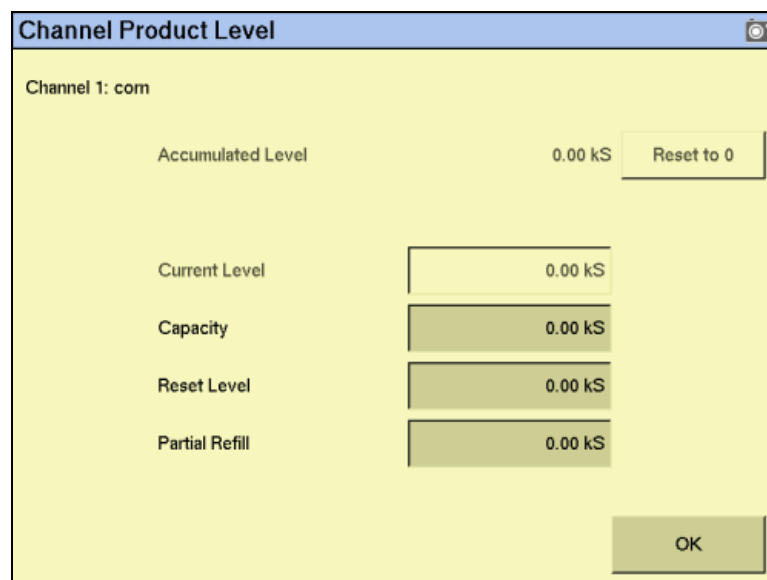 Channel Product Level
Channel 1: corn
Accumulated Level 0.00 kS Reset to 0
Current Level 0.00 kS
Capacity 0.00 kS
Reset Level 0.00 kS
Partial Refill 0.00 kS
OK